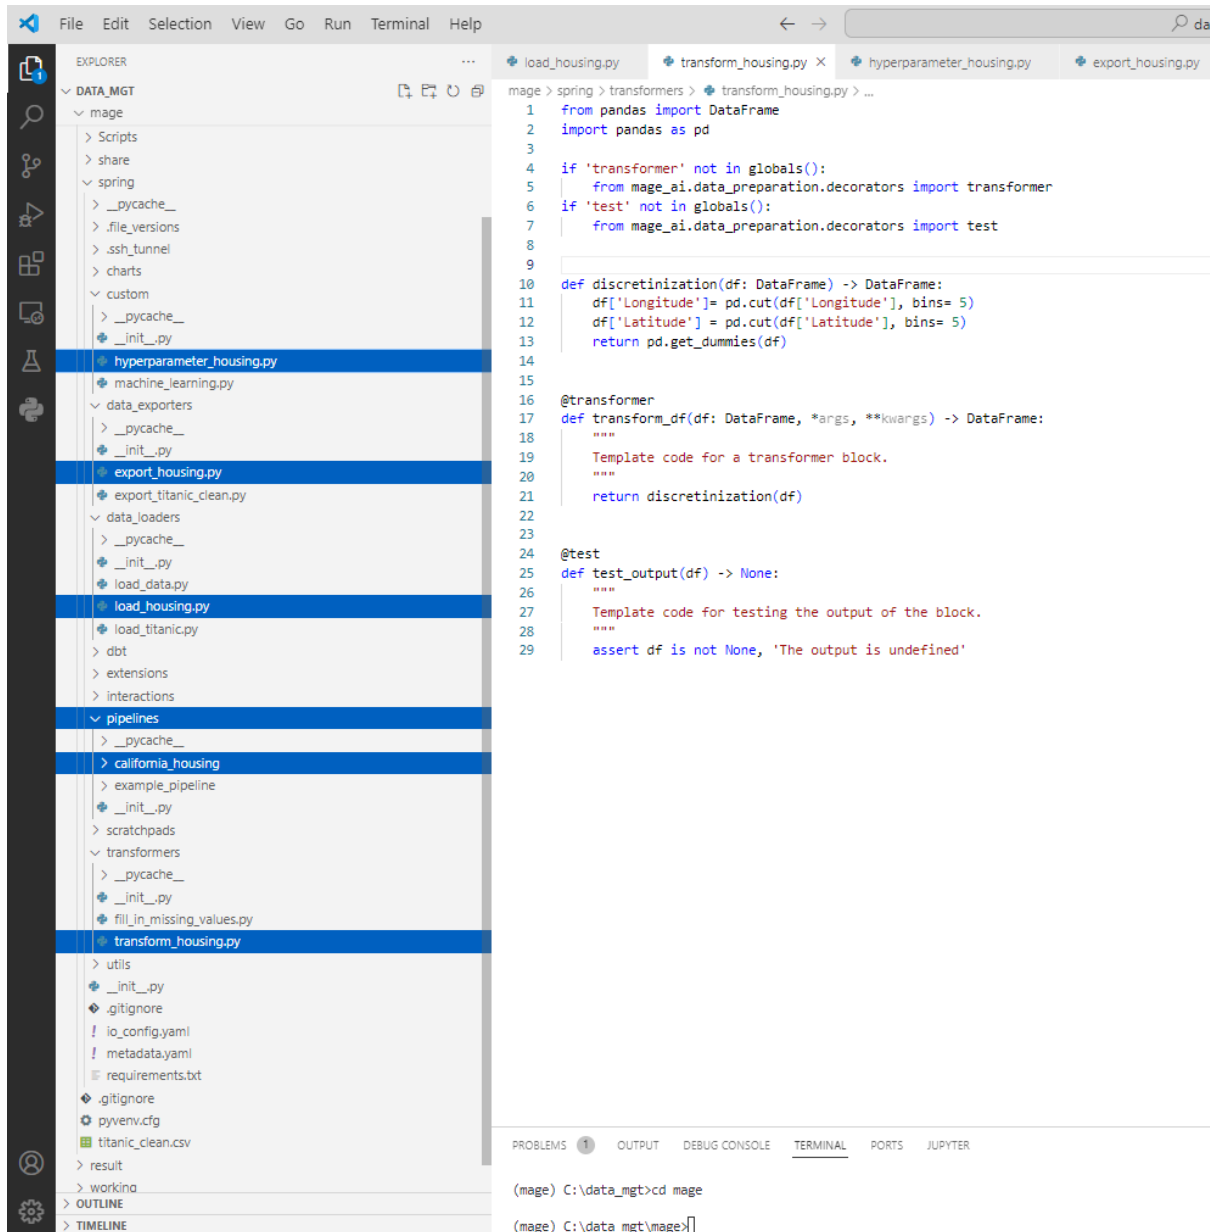 File Edit Selection View Go Run Terminal Help
da
EXPLORER
DATA_MGT
mage
Scripts
share
spring
__pycache__
.file_versions
.ssh_tunnel
charts
custom
__pycache__
__init__.py
hyperparameter_housing.py
machine_learning.py
data_exporters
__pycache__
__init__.py
export_housing.py
export_titanic_clean.py
data_loaders
__pycache__
__init__.py
load_data.py
load_housing.py
load_titanic.py
dbt
extensions
interactions
pipelines
__pycache__
california_housing
example_pipeline
__init__.py
scratchpads
transformers
__pycache__
__init__.py
fill_in_missing_values.py
transform_housing.py
utils
__init__.py
.gitignore
io_config.yaml
metadata.yaml
requirements.txt
.gitignore
pyvenv.cfg
titanic_clean.csv
result
working
OUTLINE
TIMELINE
load_housing.py transform_housing.py hyperparameter_housing.py export_housing.py
mage > spring > transformers > transform_housing.py > ...
1 from pandas import DataFrame
2 import pandas as pd
3
4 if 'transformer' not in globals():
5 from mage_ai.data_preparation.decorators import transformer
6 if 'test' not in globals():
7 from mage_ai.data_preparation.decorators import test
8
9
10 def discretinization(df: DataFrame) -> DataFrame:
11 df['Longitude']= pd.cut(df['Longitude'], bins= 5)
12 df['Latitude'] = pd.cut(df['Latitude'], bins= 5)
13 return pd.get_dummies(df)
14
15
16 @transformer
17 def transform_df(df: DataFrame, *args, **kwargs) -> DataFrame:
18 """
19 Template code for a transformer block.
20 """
21 return discretinization(df)
22
23
24 @test
25 def test_output(df) -> None:
26 """
27 Template code for testing the output of the block.
28 """
29 assert df is not None, 'The output is undefined'
PROBLEMS 1 OUTPUT DEBUG CONSOLE TERMINAL PORTS JUPYTER
(mage) C:\data_mgt>cd mage
(mage) C:\data_mgt\mage>